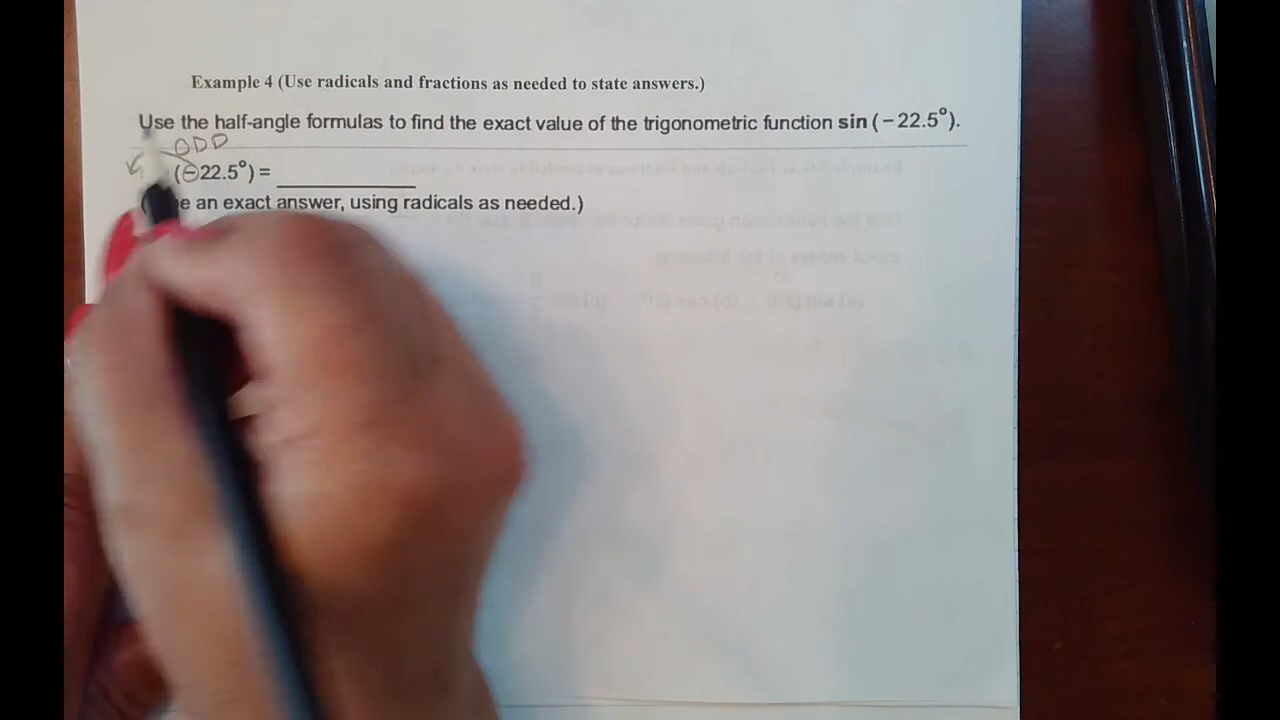 Example 4 (Use radicals and fractions as needed to state answers.)
Use the half-angle formulas to find the exact value of the trigonometric function sin (− 22.5°).
ODD
(−22.5°) =
e an exact answer, using radicals as needed.)